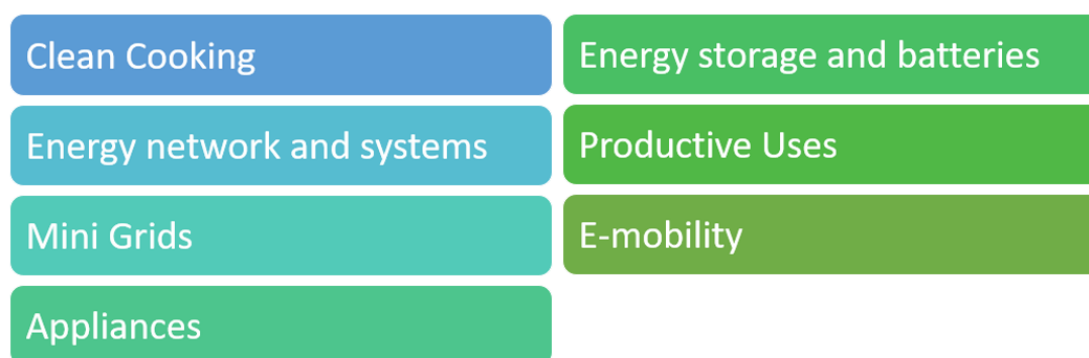 Clean Cooking
Energy network and systems
Mini Grids
Appliances
Energy storage and batteries
Productive Uses
E-mobility